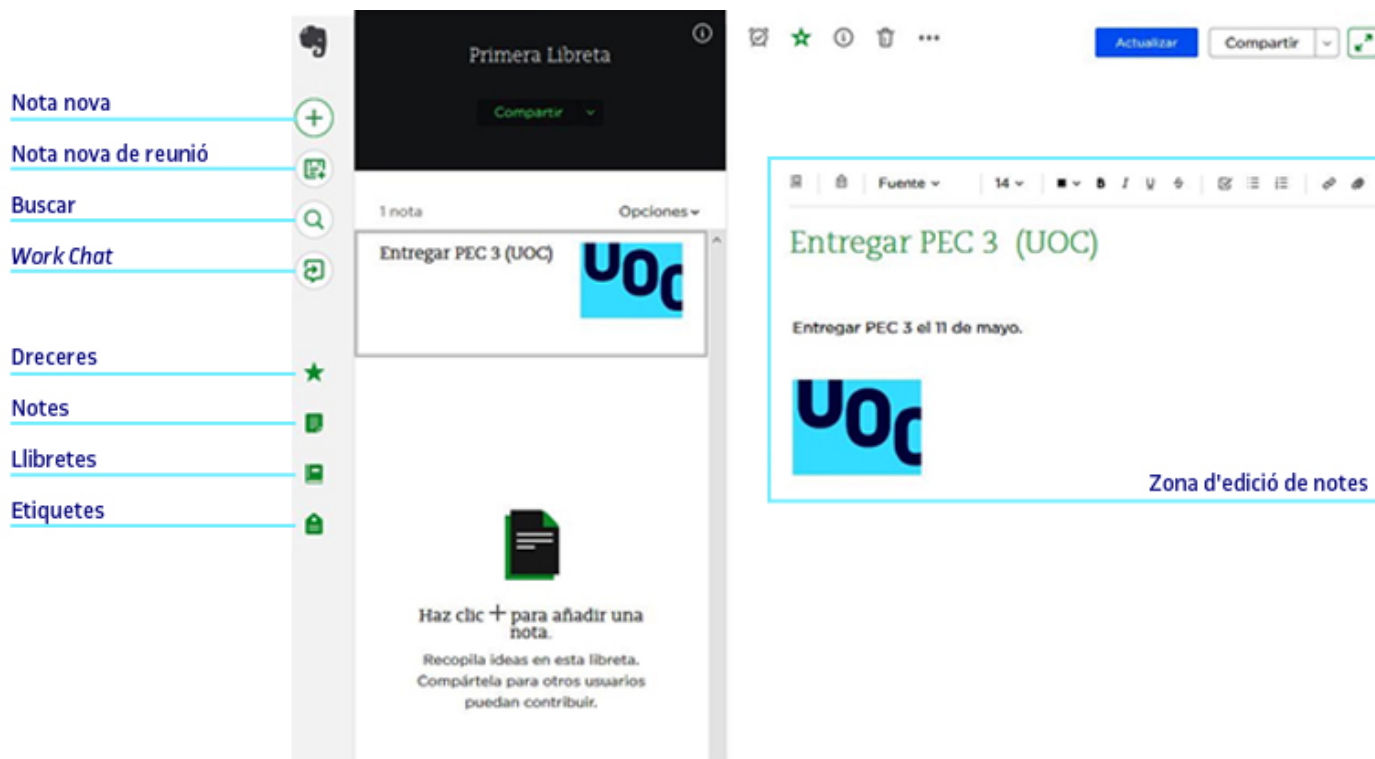 Nota nova
Nota nova de reunió
Buscar
Work Chat
Dreceres
Notes
Llibretes
Etiquetes
Primera Libreta
Compartir
1 nota
Opciones
Entregar PEC 3 (UOC)
UOC
Haz clic + para añadir una
nota.
Recopila ideas en esta libreta.
Compártela para otros usuarios
puedan contribuir.
Actualizar
Compartir
Fuente
14
B I U S
Entregar PEC 3 (UOC)
Entregar PEC 3 el 11 de mayo.
UOC
Zona d'edició de notes